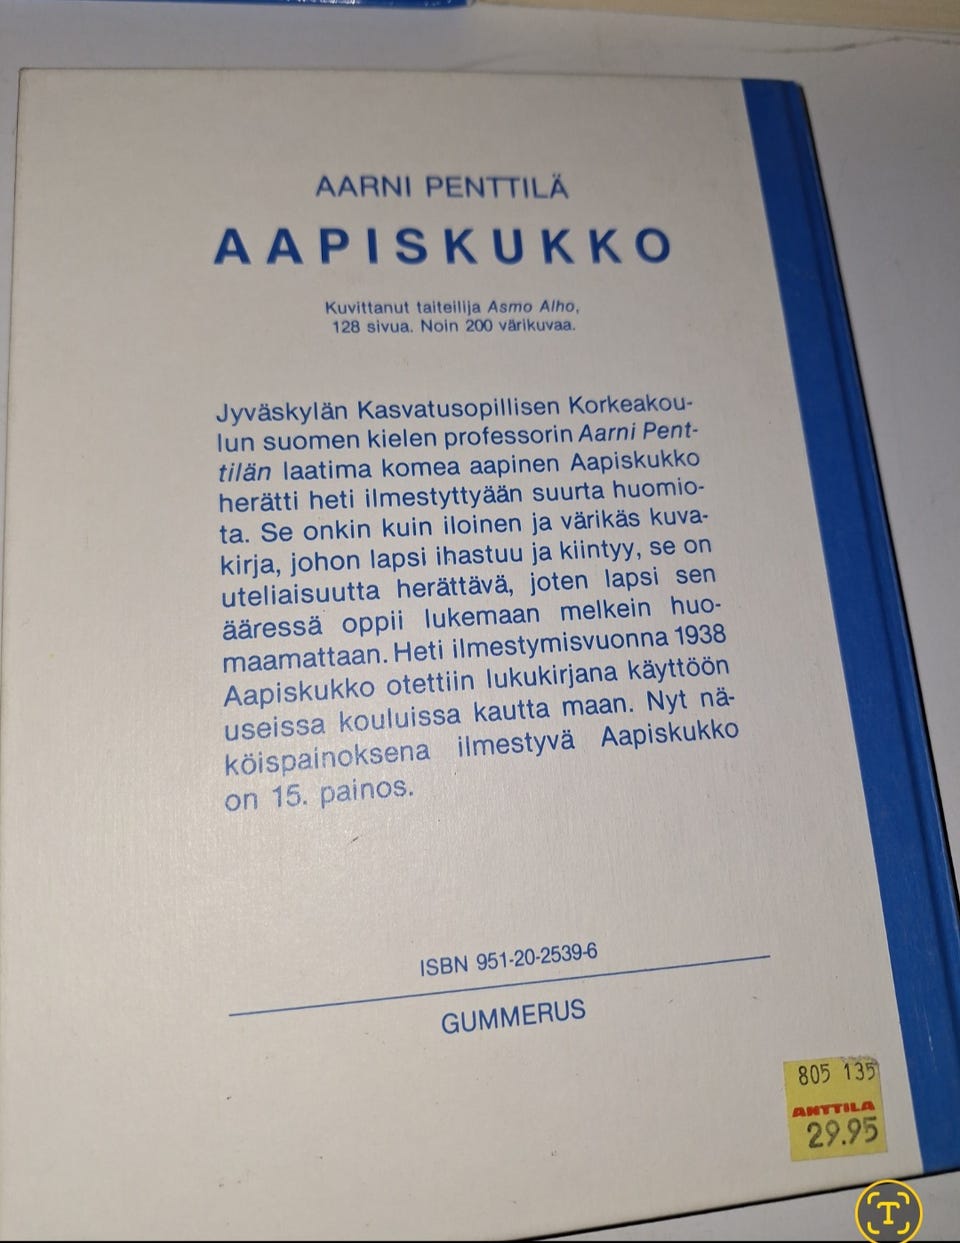 AARNI PENTTILÄ
AAPISKUKKO
Kuvittanut taiteilija Asmo Alho,
128 sivua. Noin 200 värikuvaa.
Jyväskylän Kasvatusopillisen Korkeakou-
lun suomen kielen professorin Aarni Pent-
tilän laatima komea aapinen Aapiskukko
herätti heti ilmestyttyään suurta huomio-
ta. Se onkin kuin iloinen ja värikäs kuva-
kirja, johon lapsi ihastuu ja kiintyy, se on
uteliaisuutta herättävä, joten lapsi sen
ääressä oppii lukemaan melkein huo-
maamattaan. Heti ilmestymisvuonna 1938
Aapiskukko otettiin lukukirjana käyttöön
useissa kouluissa kautta maan. Nyt nä-
köispainoksena ilmestyvä Aapiskukko
on 15. painos.
ISBN 951-20-2539-6
GUMMERUS
805 135
ANTTILA
29.95
T